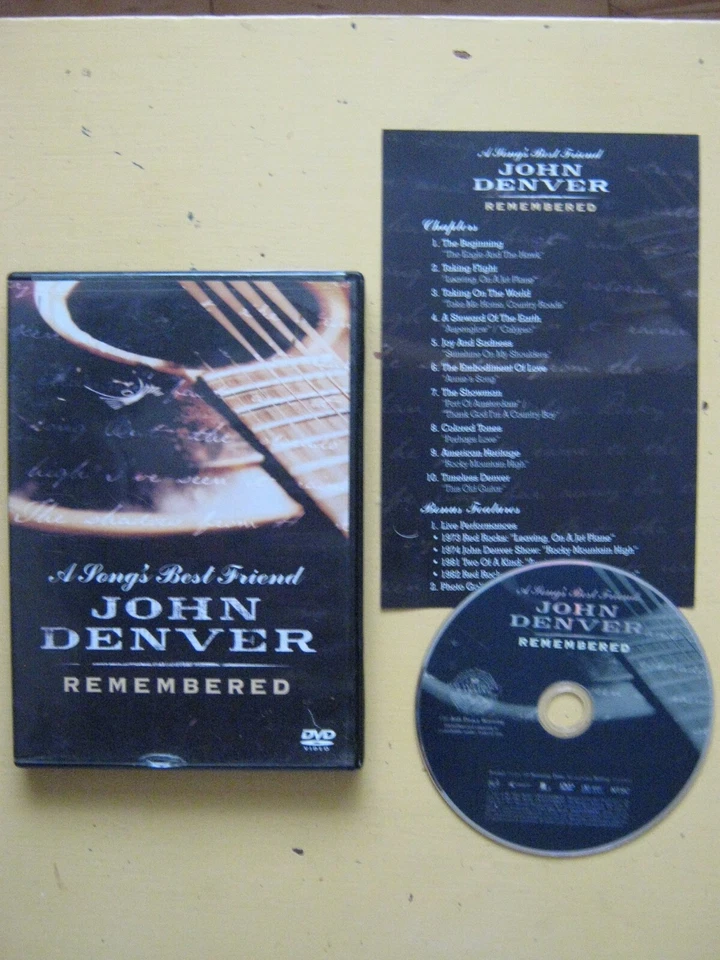 A Song's Best Friend
JOHN
DENVER
REMEMBERED
DVD
VIDEO
A Song's Best Friend
JOHN
DENVER
REMEMBERED
Chapters
1. The Beginning
"The Eagle And The Hawk"
2. Taking Flight
"Leaving, On A Jet Plane"
3. Taking On The World
"Take Me Home, Country Roads"
4. A Steward Of The Earth
"Aspenglow" / "Calypso"
5. Joy And Sadness
"Sunshine On My Shoulders"
6. The Embodiment Of Love
"Annie's Song"
7. The Showman
"Port Of Amsterdam" /
"Thank God I'm A Country Boy"
8. Colored Tones
"Perhaps Love"
9. American Heritage
"Rocky Mountain High"
10. Timeless Denver
"This Old Guitar"
Bonus Features
1. Live Performances
• 1973 Red Rocks: "Leaving, On A Jet Plane"
• 1974 John Denver Show: "Rocky Mountain High"
• 1981 Two Of A Kind:
• 1982 Red
2. Photo
A Song's Best Friend
JOHN
DENVER
REMEMBERED